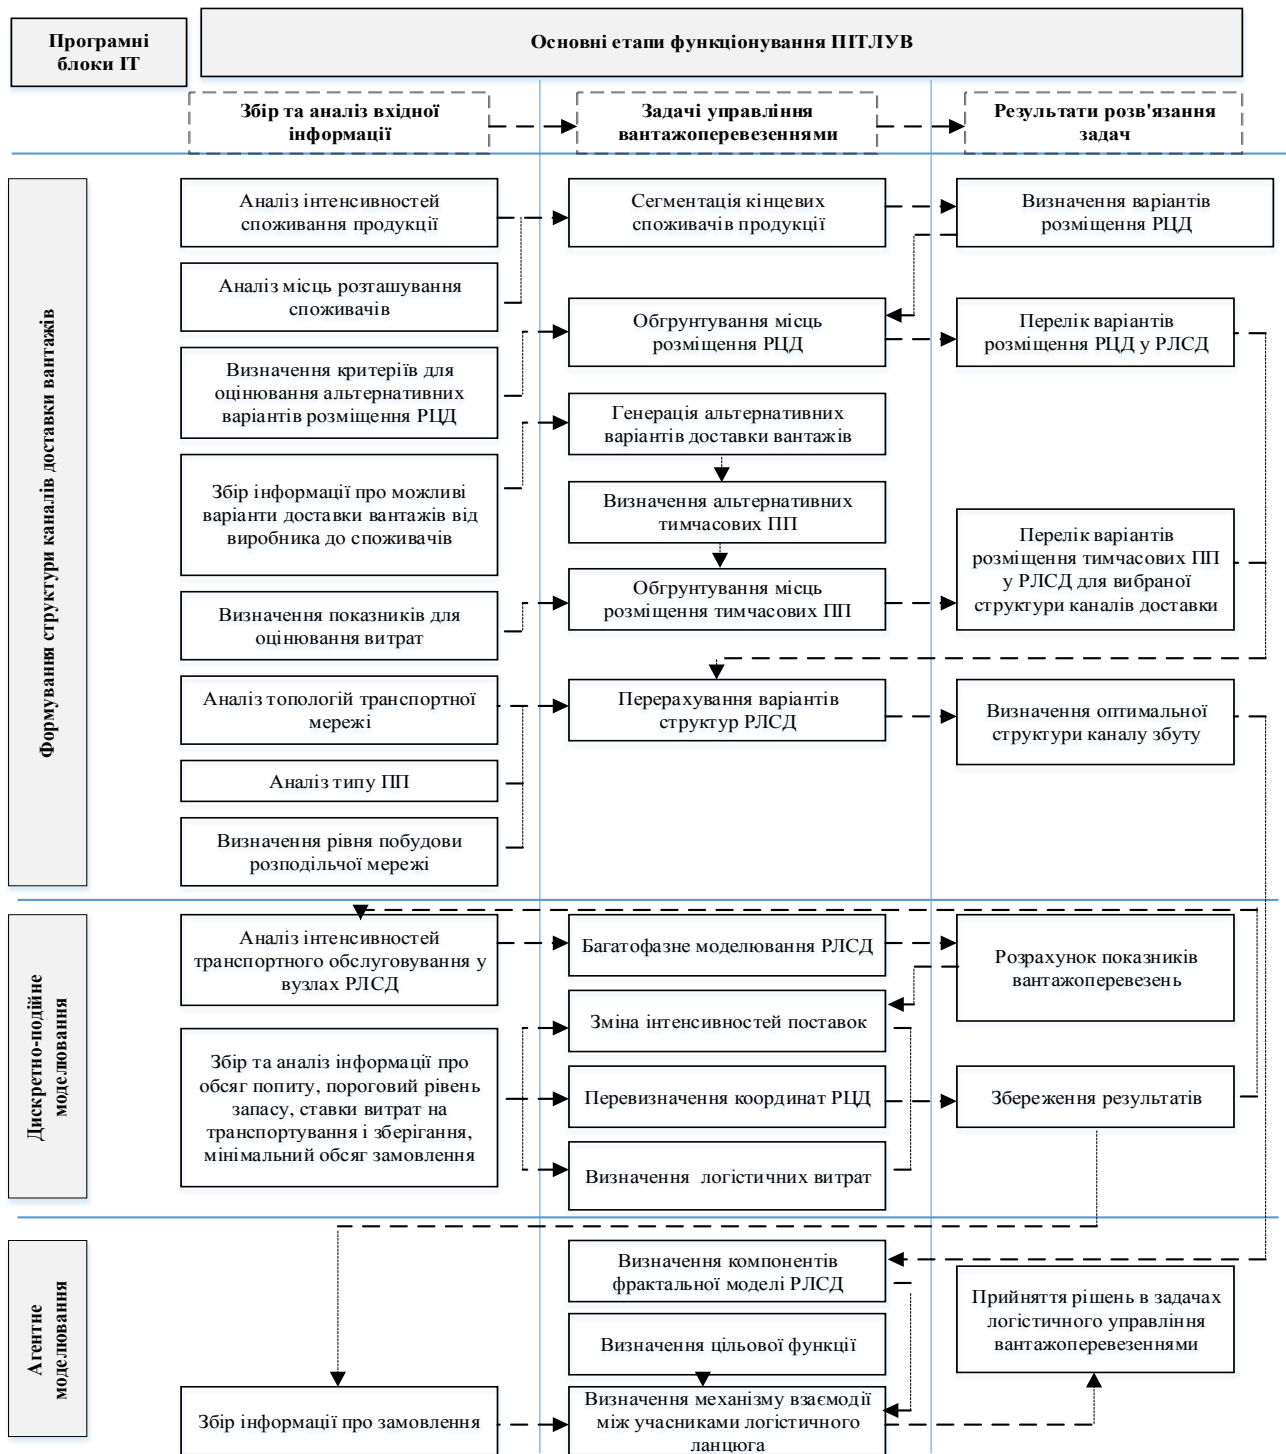 Програмні
блоки ІТ
Основні етапи функціонування ПІТЛУВ
Збір та аналіз вхідної
інформації
Задачі управління
вантажоперевезеннями
Результати розв'язання
задач
Формування структури каналів доставки вантажів
Аналіз інтенсивностей
споживання продукції
Сегментація кінцевих
споживачів продукції
Визначення варіантів
розміщення РЦД
Аналіз місць розташування
споживачів
Обгрунтування місць
розміщення РЦД
Перелік варіантів
розміщення РЦД у РЛСД
Визначення критеріїв для
оцінювання альтернативних
варіантів розміщення РЦД
Генерація альтернативних
варіантів доставки вантажів
Збір інформації про можливі
варіанти доставки вантажів від
виробника до споживачів
Визначення альтернативних
тимчасових ПП
Перелік варіантів
розміщення тимчасових ПП
у РЛСД для вибраної
структури каналів доставки
Визначення показників для
оцінювання витрат
Обгрунтування місць
розміщення тимчасових ПП
Аналіз топологій транспортної
мережі
Перерахування варіантів
структур РЛСД
Визначення оптимальної
структури каналу збуту
Аналіз типу ПП
Визначення рівня побудови
розподільчої мережі
Дискретно-подійне
моделювання
Аналіз інтенсивностей
транспортного обслуговування у
вузлах РЛСД
Багатофазне моделювання РЛСД
Розрахунок показників
вантажоперевезень
Зміна інтенсивностей поставок
Збір та аналіз інформації про
обсяг попиту, пороговий рівень
запасу, ставки витрат на
транспортування і зберігання,
мінімальний обсяг замовлення
Перевизначення координат РЦД
Збереження результатів
Визначення  логістичних витрат
Агентне
моделювання
Визначення компонентів
фрактальної моделі РЛСД
Прийняття рішень в задачах
логістичного управління
вантажоперевезеннями
Визначення цільової функції
Збір інформації про замовлення
Визначення механізму взаємодії
між учасниками логістичного
ланцюга